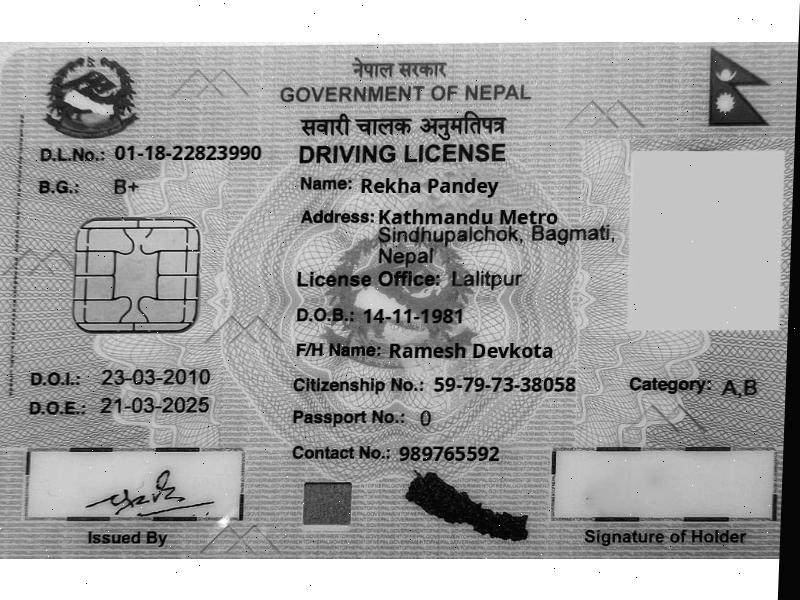 नेपाल सरकार
GOVERNMENT OF NEPAL
सवारी चालक अनुमतिपत्र
DRIVING LICENSE
D.L.No.: 01-18-22823990
B.G.: B+
Name: Rekha Pandey
Address: Kathmandu Metro
Sindhupalchok, Bagmati,
Nepal
License Office: Lalitpur
D.O.B.: 14-11-1981
F/H Name: Ramesh Devkota
D.O.I.: 23-03-2010
D.O.E.: 21-03-2025
Citizenship No.: 59-79-73-38058
Category: A,B
Passport No.: 0
Contact No.: 989765592
Issued By
Signature of Holder